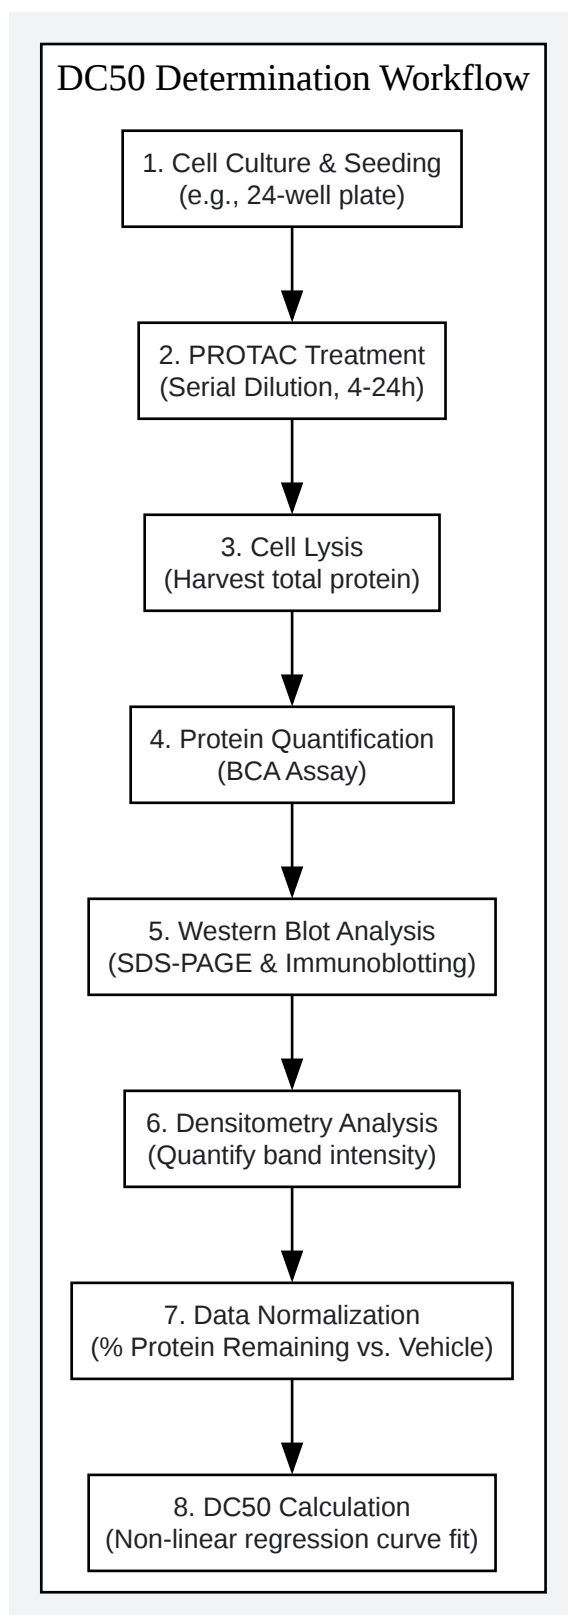 DC50 Determination Workflow
1. Cell Culture & Seeding
(e.g., 24-well plate)
2. PROTAC Treatment
(Serial Dilution, 4-24h)
3. Cell Lysis
(Harvest total protein)
4. Protein Quantification
(BCA Assay)
5. Western Blot Analysis
(SDS-PAGE & Immunoblotting)
6. Densitometry Analysis
(Quantify band intensity)
7. Data Normalization
(% Protein Remaining vs. Vehicle)
8. DC50 Calculation
(Non-linear regression curve fit)